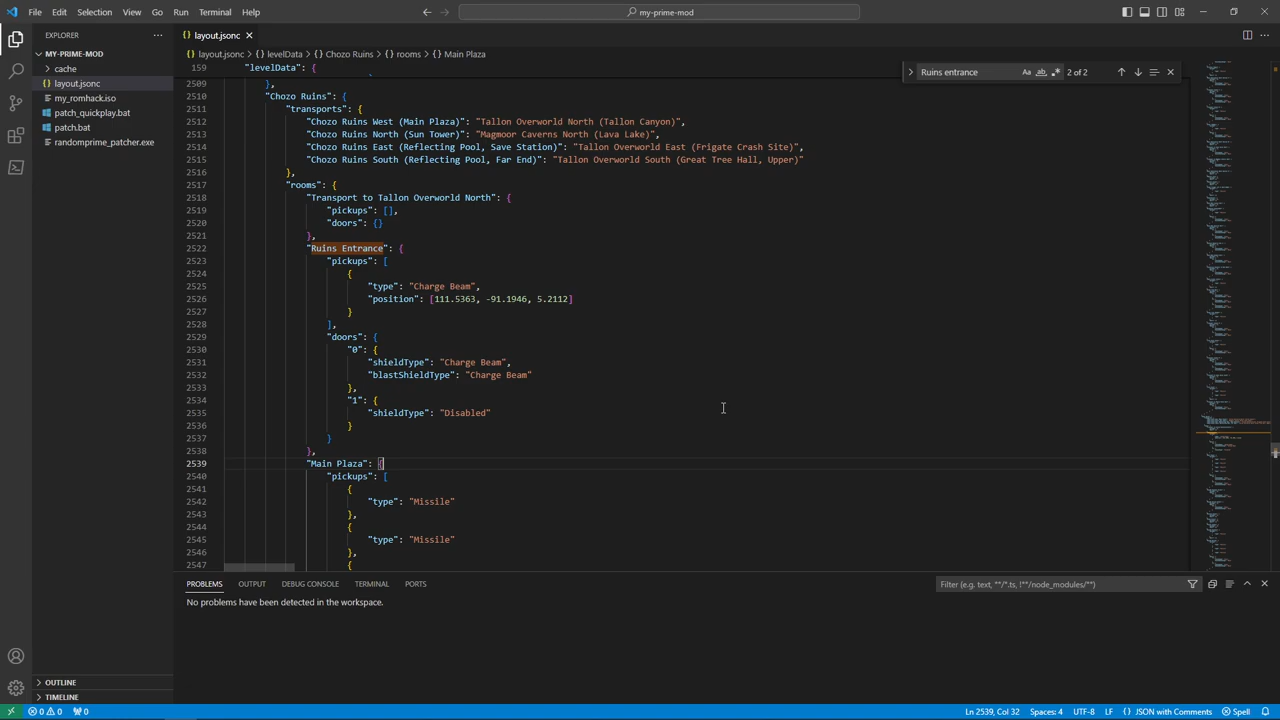 File Edit Selection View Go Run Terminal Help
my-prime-mod
EXPLORER
layout.jsonc
MY-PRIME-MOD
layout.jsonc > {} levelData > {} Chozo Ruins > {} rooms > {} Main Plaza
cache
layout.jsonc
my_romhack.iso
patch_quickplay.bat
patch.bat
randomprime_patcher.exe
Ruins entrance Aa ab 2 of 2
159 "levelData": {
2509 },
2510 "Chozo Ruins": {
2511 "transports": {
2512 "Chozo Ruins West (Main Plaza)": "Tallon Overworld North (Tallon Canyon)",
2513 "Chozo Ruins North (Sun Tower)": "Magmoor Caverns North (Lava Lake)",
2514 "Chozo Ruins East (Reflecting Pool, Save Station)": "Tallon Overworld East (Frigate Crash Site)",
2515 "Chozo Ruins South (Reflecting Pool, Far End)": "Tallon Overworld South (Great Tree Hall, Upper)"
2516 },
2517 "rooms": {
2518 "Transport to Tallon Overworld North": {
2519 "pickups": [],
2520 "doors": {}
2521 },
2522 "Ruins Entrance": {
2523 "pickups": [
2524 {
2525 "type": "Charge Beam",
2526 "position": [111.5363, -91.1546, 5.2112]
2527 }
2528 ],
2529 "doors": {
2530 "0": {
2531 "shieldType": "Charge Beam",
2532 "blastShieldType": "Charge Beam"
2533 },
2534 "1": {
2535 "shieldType": "Disabled"
2536 }
2537 }
2538 },
2539 "Main Plaza": {
2540 "pickups": [
2541 {
2542 "type": "Missile"
2543 },
2544 {
2545 "type": "Missile"
2546 },
2547
PROBLEMS OUTPUT DEBUG CONSOLE TERMINAL PORTS
Filter (e.g. text, **/*.ts, !**/node_modules/**)
No problems have been detected in the workspace.
OUTLINE
TIMELINE
0 0 0 Ln 2539, Col 32 Spaces: 4 UTF-8 LF {} JSON with Comments Spell